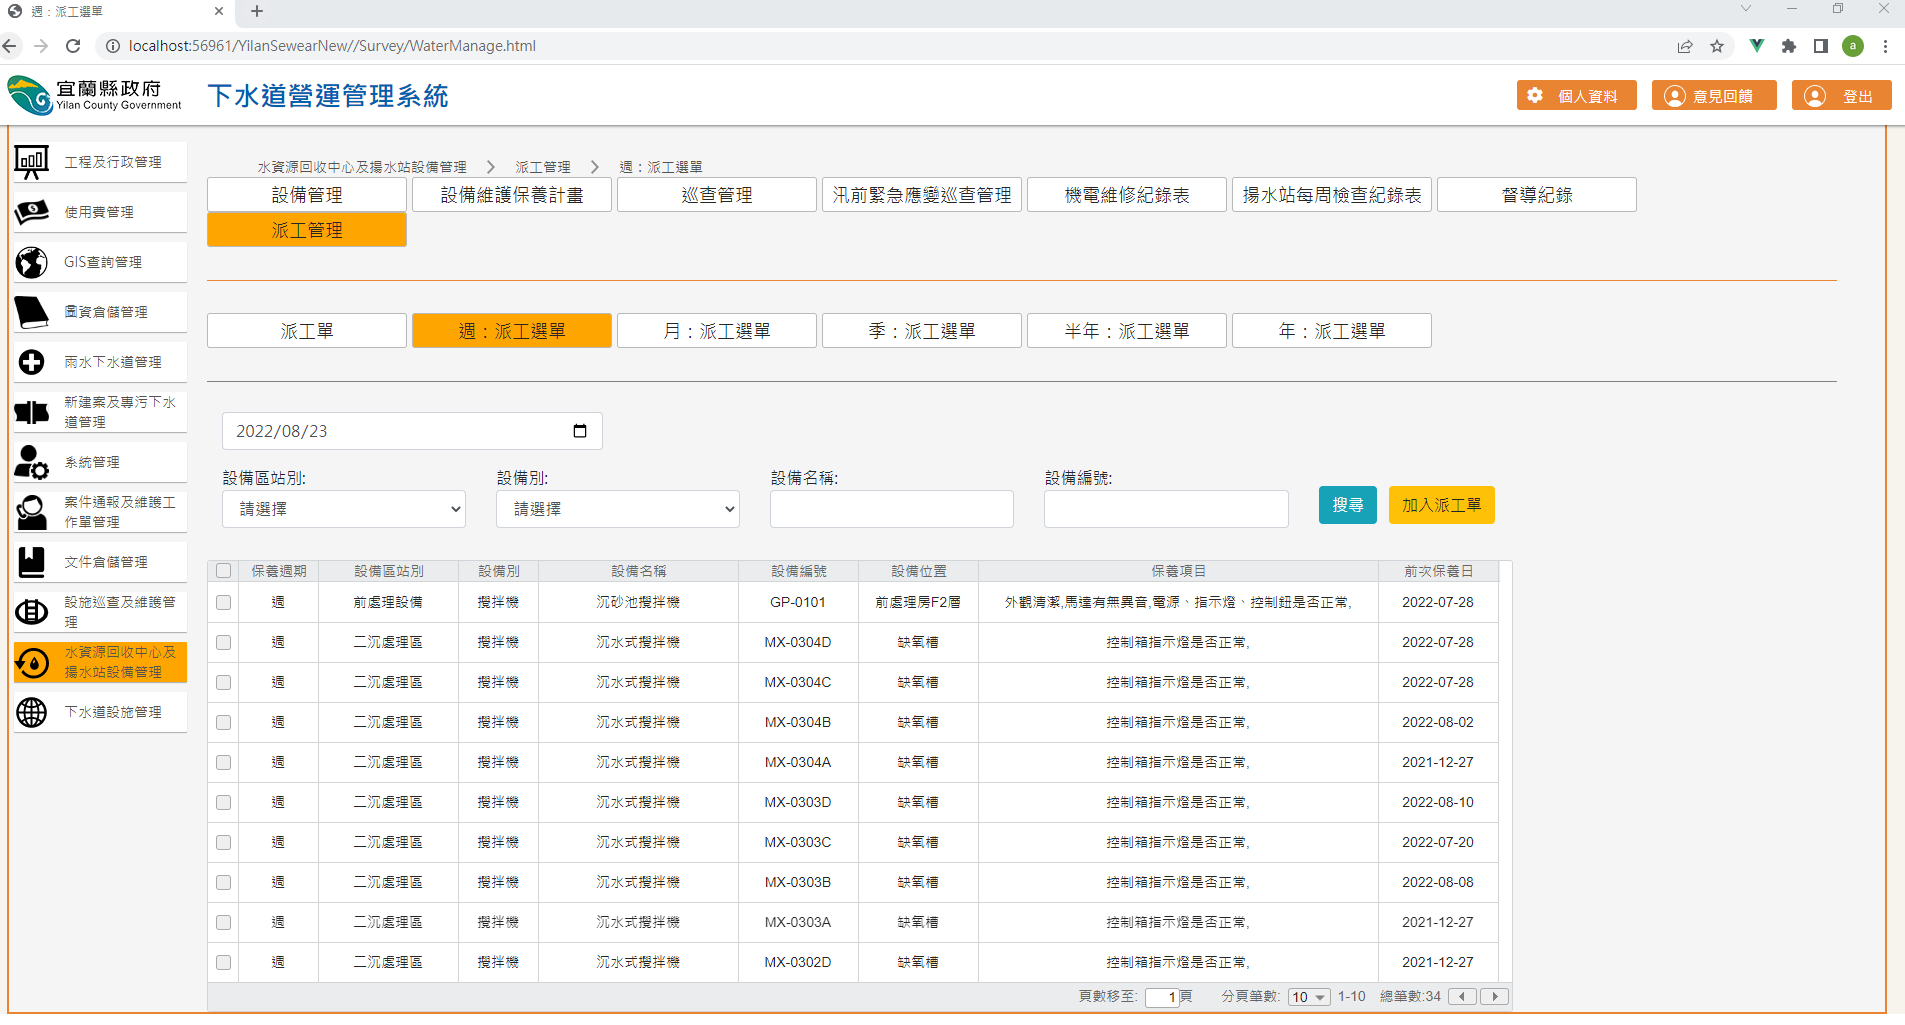 週：派工選單
localhost:56961/YilanSewearNew//Survey/WaterManage.html
a
宜蘭縣政府
Yilan County Government
下水道營運管理系統
個人資料
意見回饋
登出
工程及行政管理
使用費管理
GIS查詢管理
圖資倉儲管理
雨水下水道管理
新建案及專污下水
道管理
系統管理
案件通報及維護工
作單管理
文件倉儲管理
設施巡查及維護管
理
水資源回收中心及
揚水站設備管理
下水道設施管理
水資源回收中心及揚水站設備管理 派工管理 週：派工選單
設備管理 設備維護保養計畫 巡查管理 汛前緊急應變巡查管理 機電維修紀錄表 揚水站每周檢查紀錄表 督導紀錄
派工管理
派工單 週：派工選單 月：派工選單 季：派工選單 半年：派工選單 年：派工選單
2022/08/23
設備區站別: 設備別: 設備名稱: 設備編號:
請選擇 請選擇 搜尋 加入派工單
保養週期 設備區站別 設備別 設備名稱 設備編號 設備位置 保養項目 前次保養日
週 前處理設備 攪拌機 沉砂池攪拌機 GP-0101 前處理房F2層 外觀清潔,馬達有無異音,電源、指示燈、控制鈕是否正常, 2022-07-28
週 二沉處理區 攪拌機 沉水式攪拌機 MX-0304D 缺氧槽 控制箱指示燈是否正常, 2022-07-28
週 二沉處理區 攪拌機 沉水式攪拌機 MX-0304C 缺氧槽 控制箱指示燈是否正常, 2022-07-28
週 二沉處理區 攪拌機 沉水式攪拌機 MX-0304B 缺氧槽 控制箱指示燈是否正常, 2022-08-02
週 二沉處理區 攪拌機 沉水式攪拌機 MX-0304A 缺氧槽 控制箱指示燈是否正常, 2021-12-27
週 二沉處理區 攪拌機 沉水式攪拌機 MX-0303D 缺氧槽 控制箱指示燈是否正常, 2022-08-10
週 二沉處理區 攪拌機 沉水式攪拌機 MX-0303C 缺氧槽 控制箱指示燈是否正常, 2022-07-20
週 二沉處理區 攪拌機 沉水式攪拌機 MX-0303B 缺氧槽 控制箱指示燈是否正常, 2022-08-08
週 二沉處理區 攪拌機 沉水式攪拌機 MX-0303A 缺氧槽 控制箱指示燈是否正常, 2021-12-27
週 二沉處理區 攪拌機 沉水式攪拌機 MX-0302D 缺氧槽 控制箱指示燈是否正常, 2021-12-27
頁數移至: 1 頁 分頁筆數: 10 1-10 總筆數:34